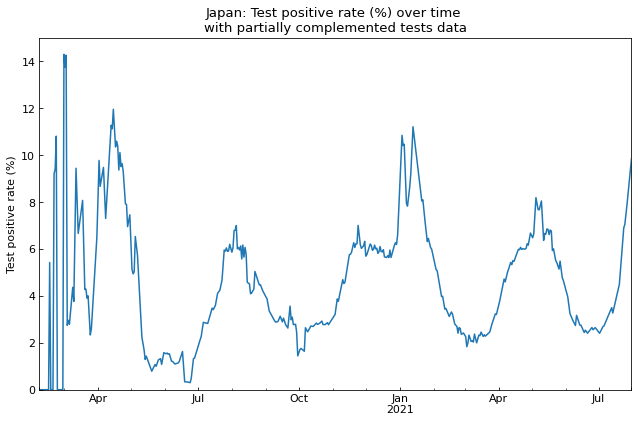 Japan: Test positive rate (%) over time
with partially complemented tests data
Test positive rate (%)
14
12
10
8
6
4
2
0
Apr
Jul
Oct
Jan
2021
Apr
Jul